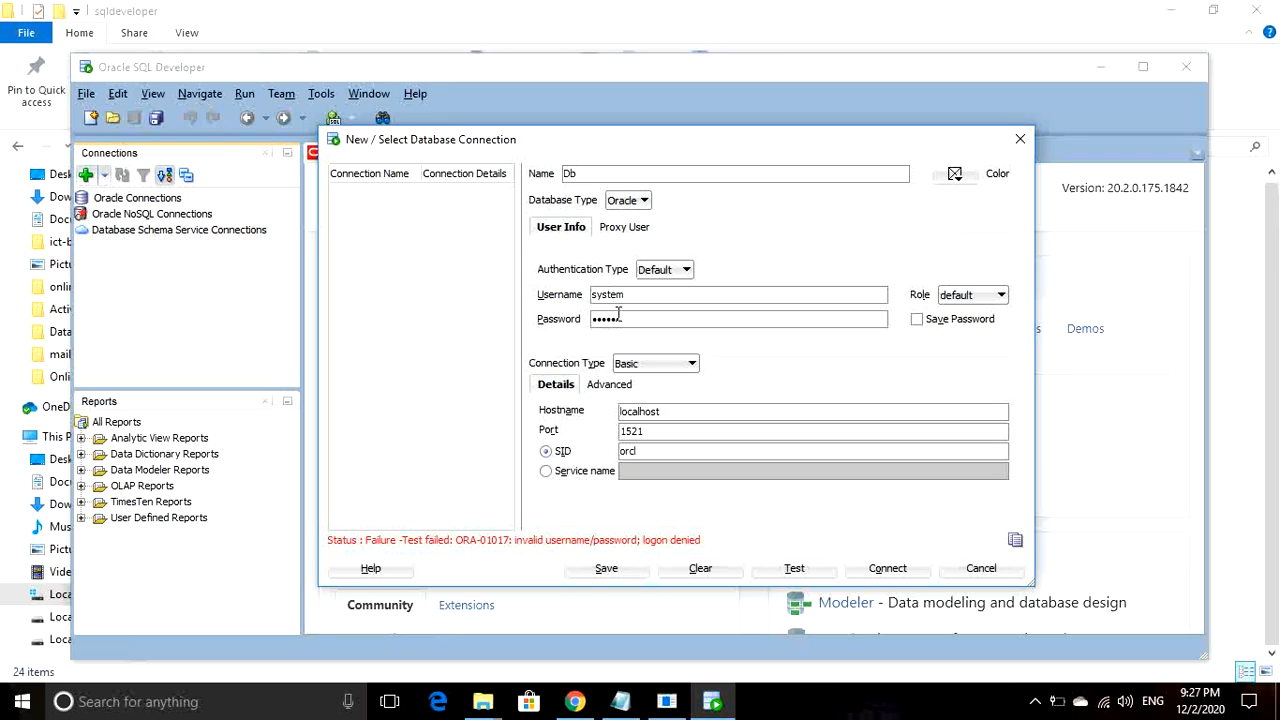 sqldeveloper
File Home Share View
Pin to Quick access
Oracle SQL Developer
File Edit View Navigate Run Team Tools Window Help
Connections
Oracle Connections
Oracle NoSQL Connections
Database Schema Service Connections
Reports
All Reports
Analytic View Reports
Data Dictionary Reports
Data Modeler Reports
OLAP Reports
TimesTen Reports
User Defined Reports
New / Select Database Connection
Connection Name Connection Details
Name Db Color
Database Type Oracle
User Info Proxy User
Authentication Type Default
Username system Role default
Password •••••• Save Password
Connection Type Basic
Details Advanced
Hostname localhost
Port 1521
SID orcl
Service name
Status : Failure -Test failed: ORA-01017: invalid username/password; logon denied
Help Save Clear Test Connect Cancel
Version: 20.2.0.175.1842
Demos
Community Extensions
Modeler - Data modeling and database design
24 items
Search for anything
ENG
9:27 PM
12/2/2020